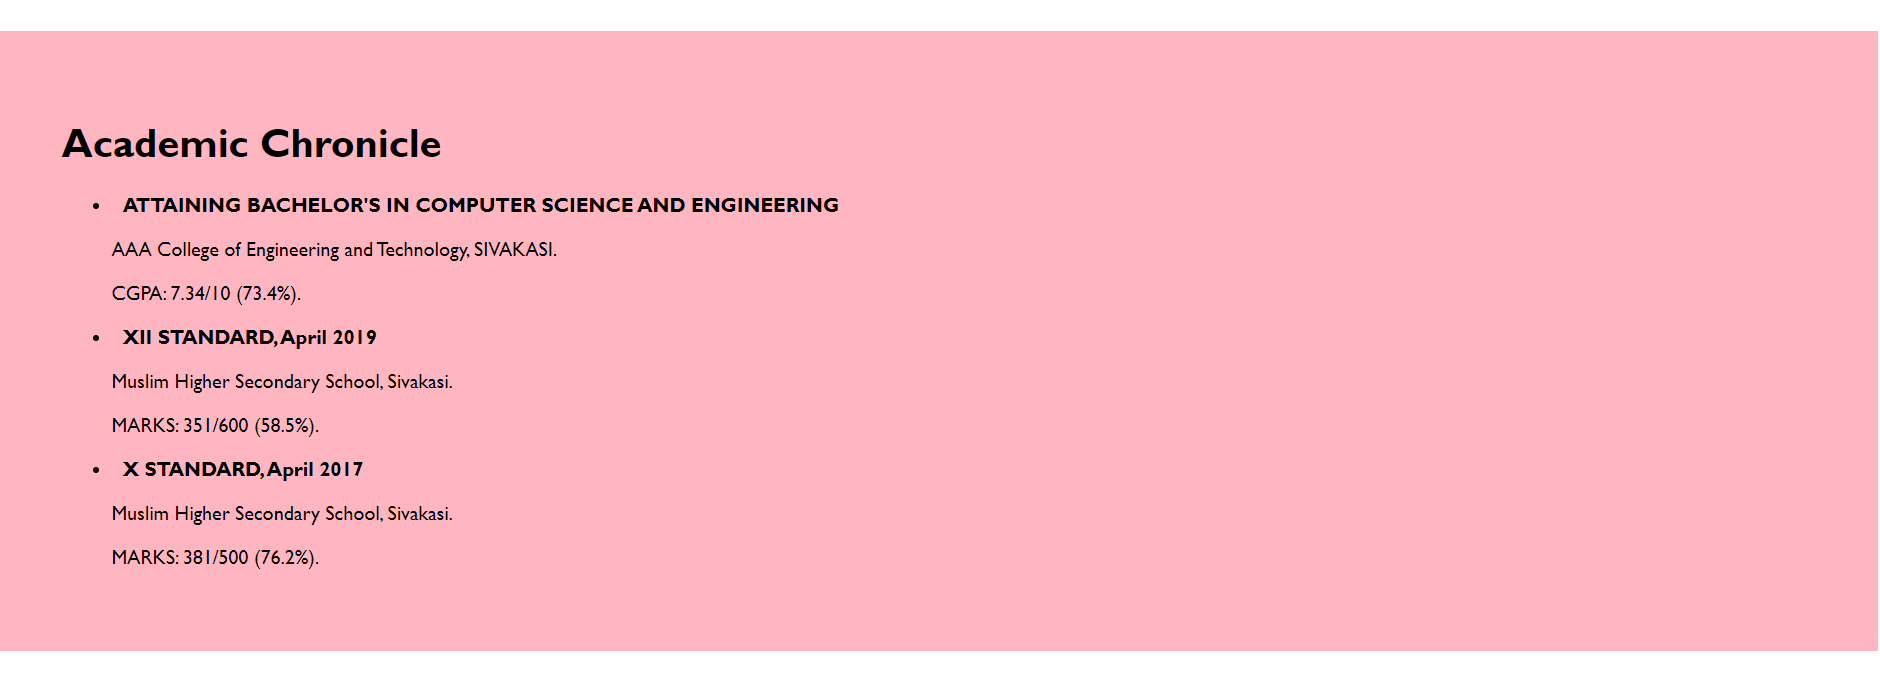 Academic Chronicle
• ATTAINING BACHELOR'S IN COMPUTER SCIENCE AND ENGINEERING
AAA College of Engineering and Technology, SIVAKASI.
CGPA: 7.34/10 (73.4%).
• XII STANDARD, April 2019
Muslim Higher Secondary School, Sivakasi.
MARKS: 351/600 (58.5%).
• X STANDARD, April 2017
Muslim Higher Secondary School, Sivakasi.
MARKS: 381/500 (76.2%).